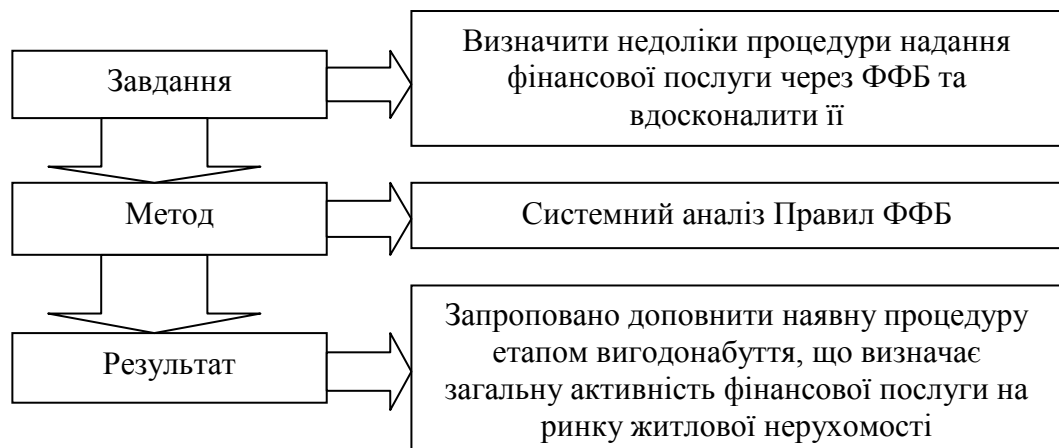 Завдання
Визначити недоліки процедури надання
фінансової послуги через ФФБ та
вдосконалити її
Метод
Системний аналіз Правил ФФБ
Результат
Запроповано доповнити наявну процедуру
етапом вигодонабуття, що визначає
загальну активність фінансової послуги на
ринку житлової нерухомості